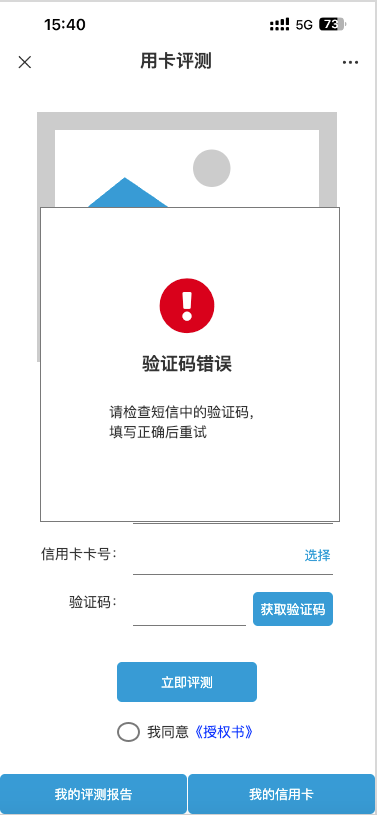 15:40
5G
73
用卡评测
验证码错误
请检查短信中的验证码，
填写正确后重试
信用卡卡号：
选择
验证码：
获取验证码
立即评测
我同意《授权书》
我的评测报告
我的信用卡